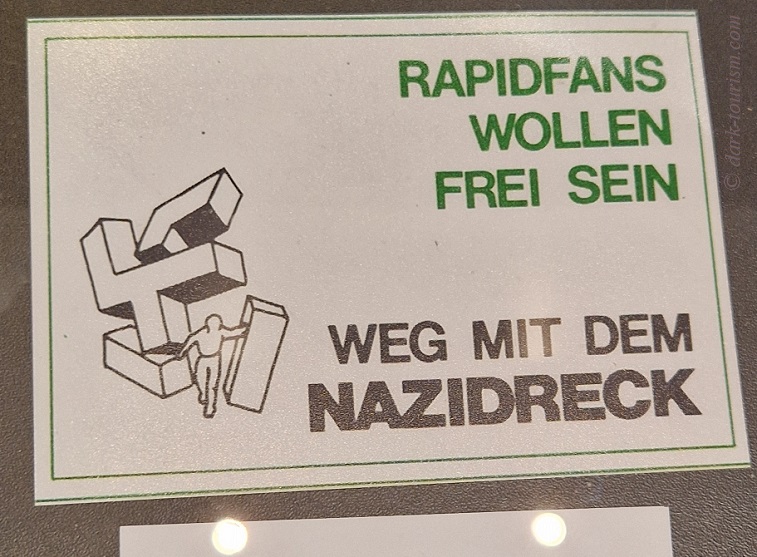 RAPIDFANS
WOLLEN
FREI SEIN
WEG MIT DEM
NAZIDRECK
© dark-tourism.com